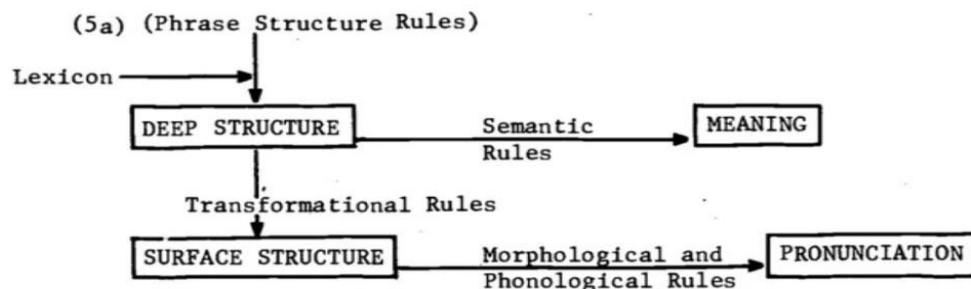 (5a) (Phrase Structure Rules)
Lexicon
DEEP STRUCTURE Semantic MEANING
Rules
Transformational Rules
SURFACE STRUCTURE Morphological and PRONUNCIATION
Phonological Rules